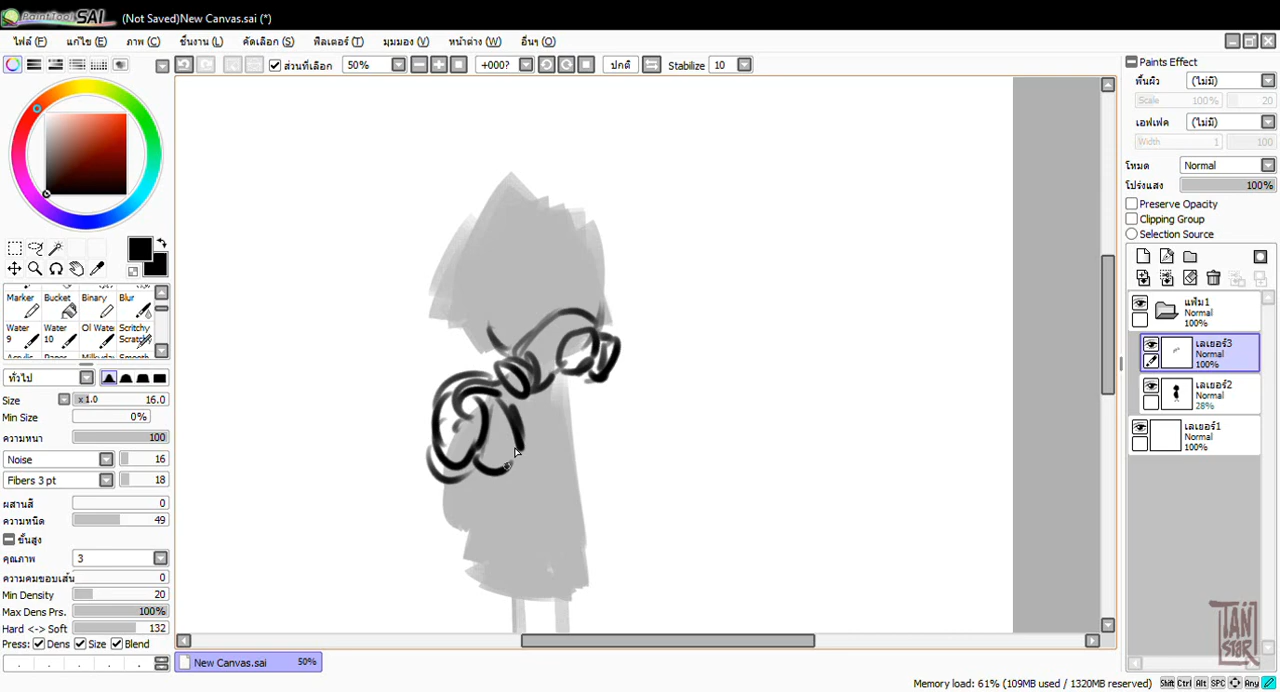 PaintTool SAI (Not Saved)New Canvas.sai (*)
ไฟล์ (F) แก้ไข (E) ภาพ (C) ชิ้นงาน (L) คัดเลือก (S) ฟิลเตอร์ (T) มุมมอง (V) หน้าต่าง (W) อื่นๆ (O)
ส่วนที่เลือก 50% +000? ปกติ Stabilize 10
Paints Effect
พื้นผิว (ไม่มี)
Scale 100% 20
เอฟเฟค (ไม่มี)
Width 1 100
โหมด Normal
โปร่งแสง 100%
Preserve Opacity
Clipping Group
Selection Source
แฟ้ม1
Normal
100%
เลเยอร์3
Normal
100%
เลเยอร์2
Normal
28%
เลเยอร์1
Normal
100%
Marker Bucket Binary Blur
Water 9 Water 10 Ol Water Scritchy Scratch
ทั่วไป
Size x1.0 16.0
Min Size 0%
ความหนา 100
Noise 16
Fibers 3 pt 18
ผสานสี 0
ความหนืด 49
ขั้นสูง
คุณภาพ 3
ความคมขอบเส้น 0
Min Density 20
Max Dens Prs. 100%
Hard <-> Soft 132
Press: Dens Size Blend
New Canvas.sai 50%
TAN
STAR
Memory load: 61% (109MB used / 1320MB reserved) Shift Ctrl Alt SPC Any